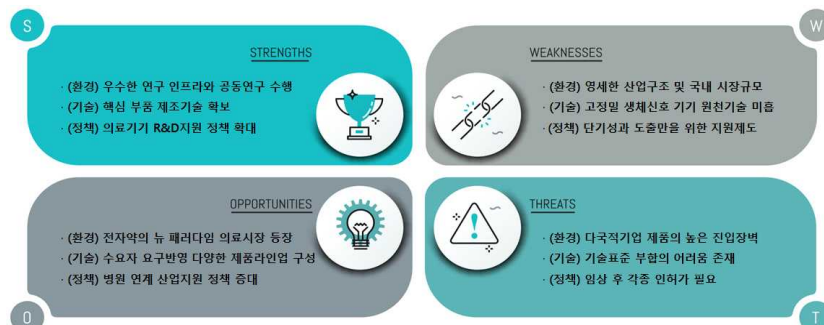 S
STRENGTHS
· (환경) 우수한 연구 인프라와 공동연구 수행
· (기술) 핵심 부품 제조기술 확보
· (정책) 의료기기 R&D지원 정책 확대
W
WEAKNESSES
· (환경) 영세한 산업구조 및 국내 시장규모
· (기술) 고정밀 생체신호 기기 원천기술 미흡
· (정책) 단기성과 도출만을 위한 지원제도
OPPORTUNITIES
· (환경) 전자약의 뉴 패러다임 의료시장 등장
· (기술) 수요자 요구반영 다양한 제품라인업 구성
· (정책) 병원 연계 산업지원 정책 증대
O
THREATS
· (환경) 다국적기업 제품의 높은 진입장벽
· (기술) 기술표준 부합의 어려움 존재
· (정책) 임상 후 각종 인허가 필요
T